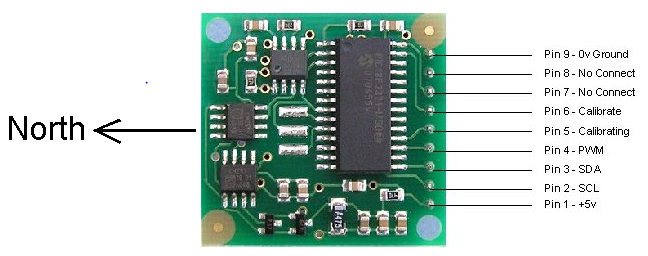 Pin 9 - 0v Ground
Pin 8 - No Connect
Pin 7 - No Connect
Pin 6 - Calibrate
North
Pin 5 - Calibrating
Pin 4 - PWM
Pin 3 - SDA
Pin 2 - SCL
Pin 1 - +5v